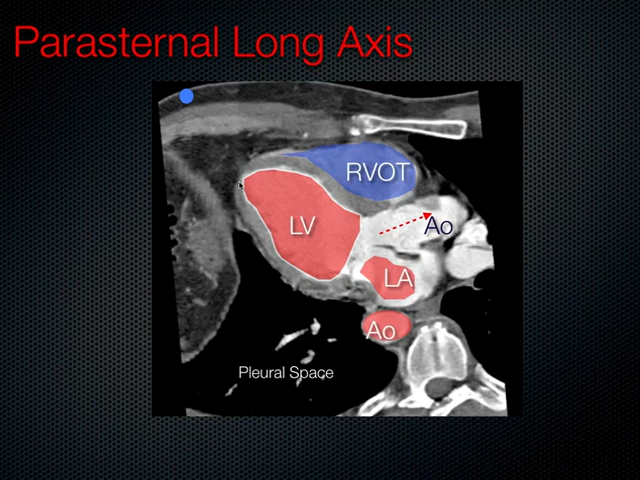 Parasternal Long Axis
RVOT
LV
Ao
LA
Ao
Pleural Space